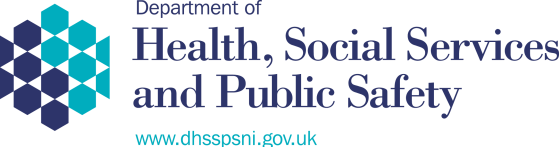 Department of
Health, Social Services
and Public Safety
www.dhsspsni.gov.uk